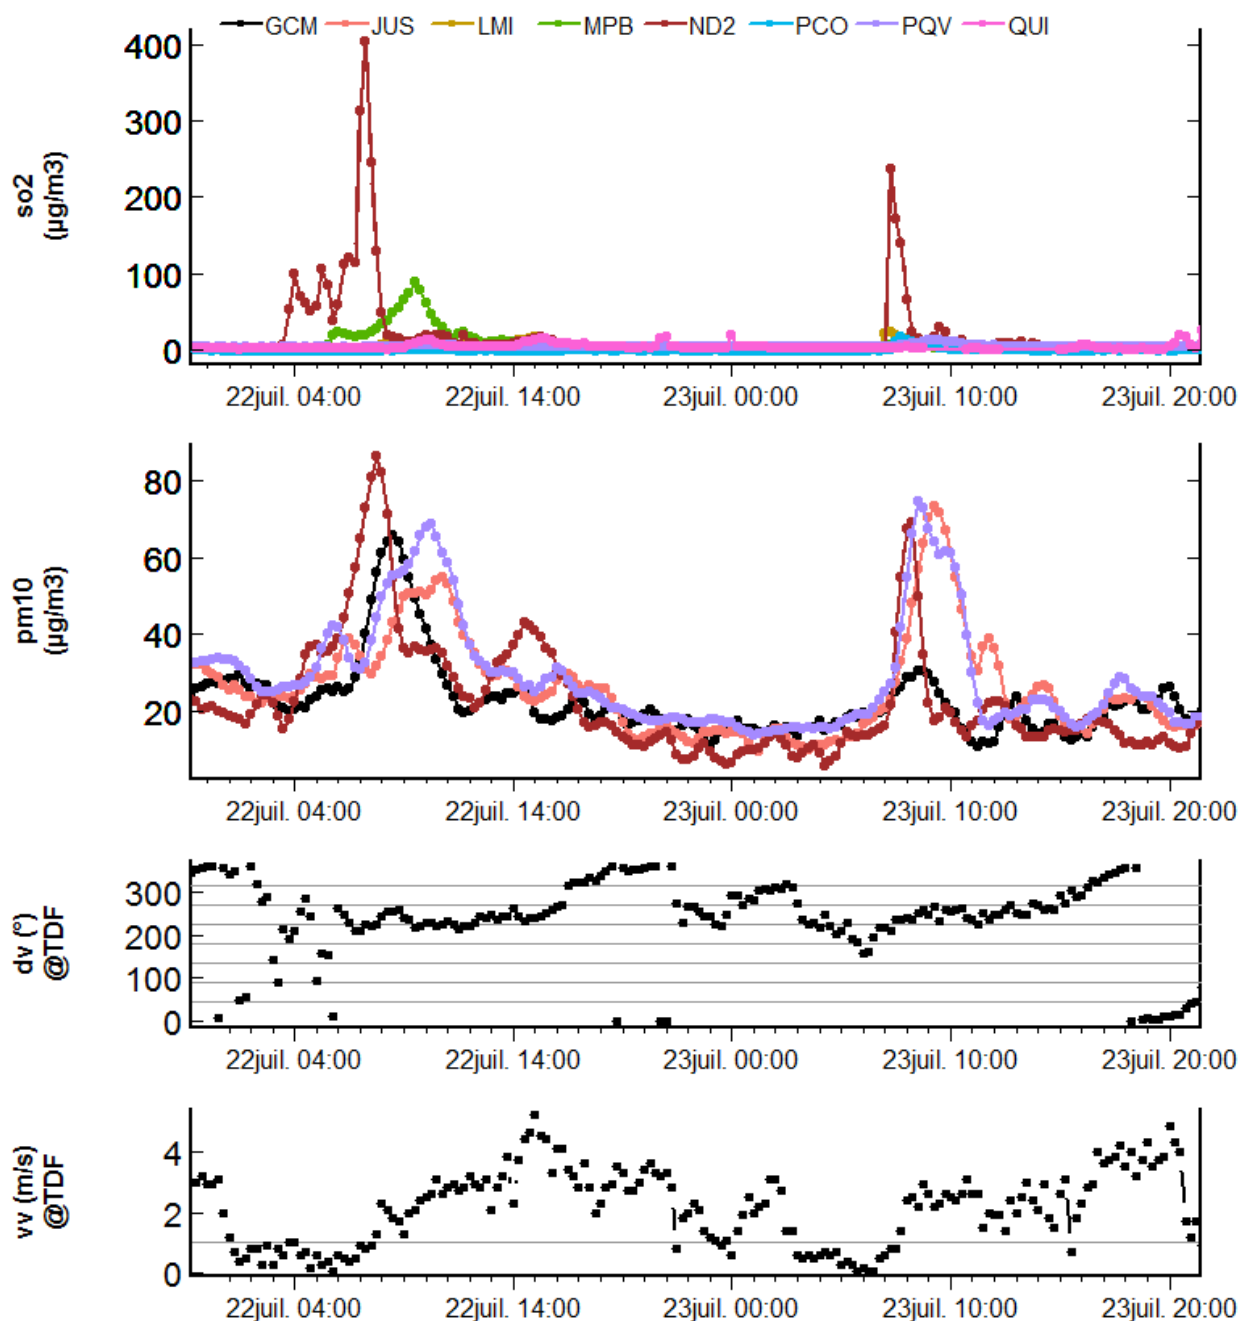 GCM JUS LMI MPB ND2 PCO PQV QUI
so2
(µg/m3)
400
300
200
100
0
22juil. 04:00 22juil. 14:00 23juil. 00:00 23juil. 10:00 23juil. 20:00
pm10
(µg/m3)
80
60
40
20
22juil. 04:00 22juil. 14:00 23juil. 00:00 23juil. 10:00 23juil. 20:00
dv (°)
@TDF
300
200
100
0
22juil. 04:00 22juil. 14:00 23juil. 00:00 23juil. 10:00 23juil. 20:00
vv (m/s)
@TDF
4
2
0
22juil. 04:00 22juil. 14:00 23juil. 00:00 23juil. 10:00 23juil. 20:00